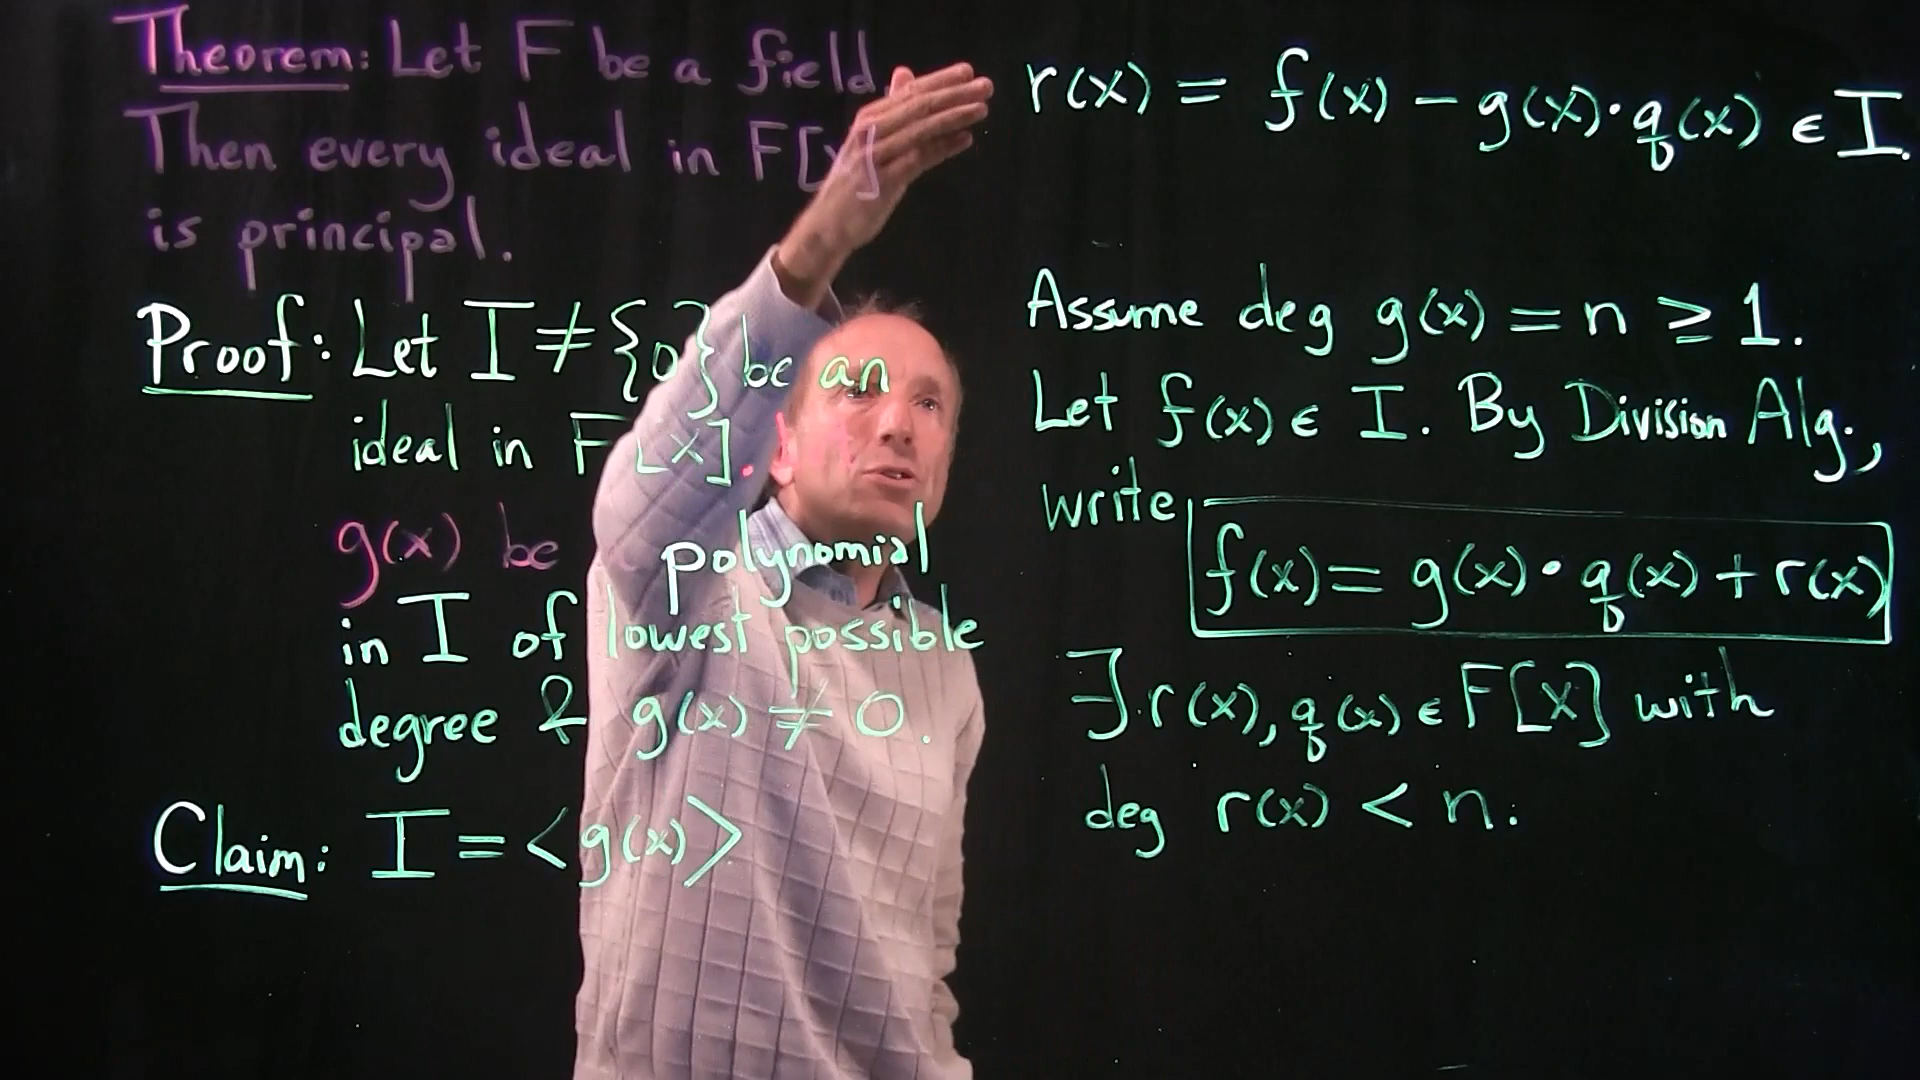 Theorem: Let F be a field.
Then every ideal in F[x]
is principal.
Proof: Let I ≠ {0} be an
ideal in F[x].
g(x) be polynomial
in I of lowest possible
degree & g(x) ≠ 0.
Claim: I = <g(x)>
r(x) = f(x) - g(x)·q(x) ∈ I.
Assume deg g(x) = n ≥ 1.
Let f(x) ∈ I. By Division Alg.,
write
f(x) = g(x)·q(x) + r(x)
∃ r(x), q(x) ∈ F[x] with
deg r(x) < n.